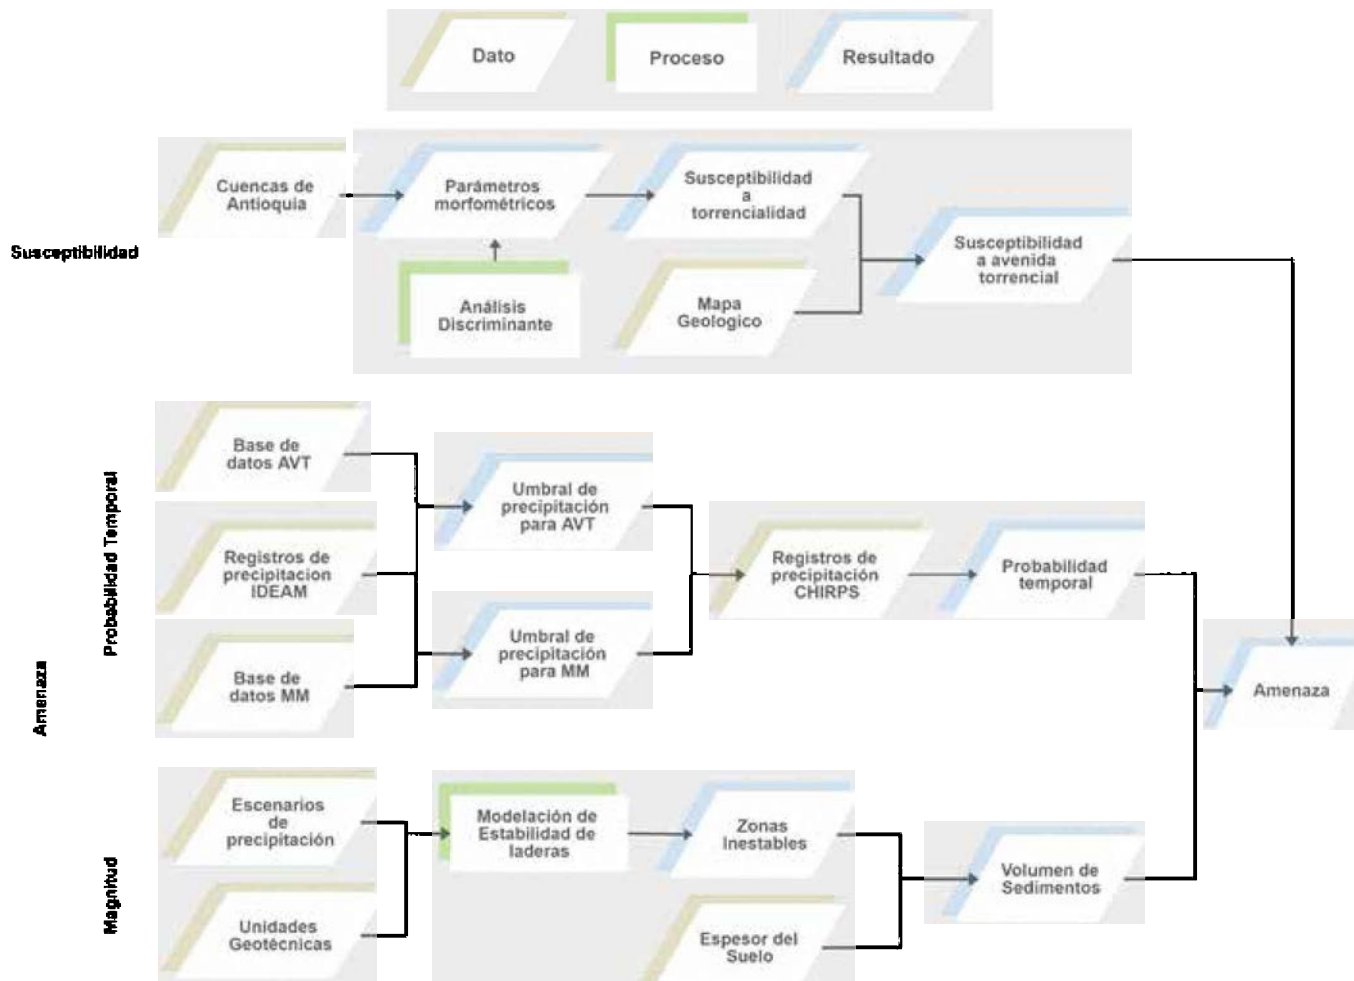 Dato
Proceso
Resultado
Susceptibilidad
Cuencas de
Antioquia
Parámetros
morfométricos
Susceptibilidad
a
torrencialidad
Análisis
Discriminante
Mapa
Geologico
Susceptibilidad
a avenida
torrencial
Amenaza
Probabilidad Temporal
Base de
datos AVT
Registros de
precipitacion
IDEAM
Base de
datos MM
Umbral de
precipitación
para AVT
Umbral de
precipitación
para MM
Registros de
precipitación
CHIRPS
Probabilidad
temporal
Amenaza
Magnitud
Escenarios
de
precipitación
Unidades
Geotécnicas
Modelación de
Estabilidad de
laderas
Zonas
Inestables
Espesor del
Suelo
Volumen de
Sedimentos